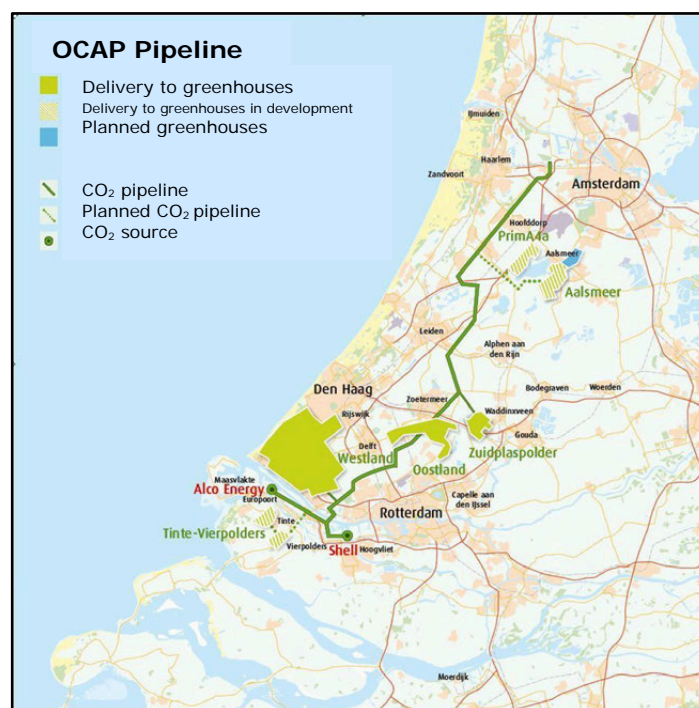 OCAP Pipeline
Delivery to greenhouses
Delivery to greenhouses in development
Planned greenhouses
CO₂ pipeline
Planned CO₂ pipeline
CO₂ source
IJmuiden
Haarlem
Zandvoort
Amsterdam
Hoofddorp
PrimA4a
Aalsmeer
Aalsmeer
Leiden
Alphen aan
den Rijn
Den Haag
Zoetermeer
Bodegraven
Woerden
Rijswijk
Waddinxveen
Delft
Gouda
Westland
Zuidplaspolder
Oostland
Maasvlakte
Alco Energy
Europoort
Capelle aan
den IJssel
Rotterdam
Tinte
Tinte-Vierpolders
Vierpolders
Shell
Hoogvliet
Moerdijk